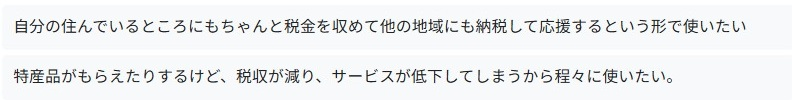 自分の住んでいるところにもちゃんと税金を収めて他の地域にも納税して応援するという形で使いたい
特産品がもらえたりするけど、税収が減り、サービスが低下してしまうから程々に使いたい。